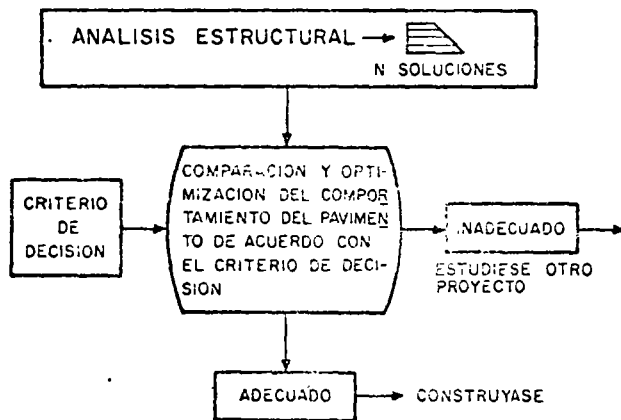 ANALISIS ESTRUCTURAL
N SOLUCIONES
COMPARACION Y OPTI-
MIZACION DEL COMPOR
TAMIENTO DEL PAVIMEN
TO DE ACUERDO CON
EL CRITERIO DE DECI-
SION
CRITERIO
DE
DECISION
INADECUADO
ESTUDIESE OTRO
PROYECTO
ADECUADO
CONSTRUYASE